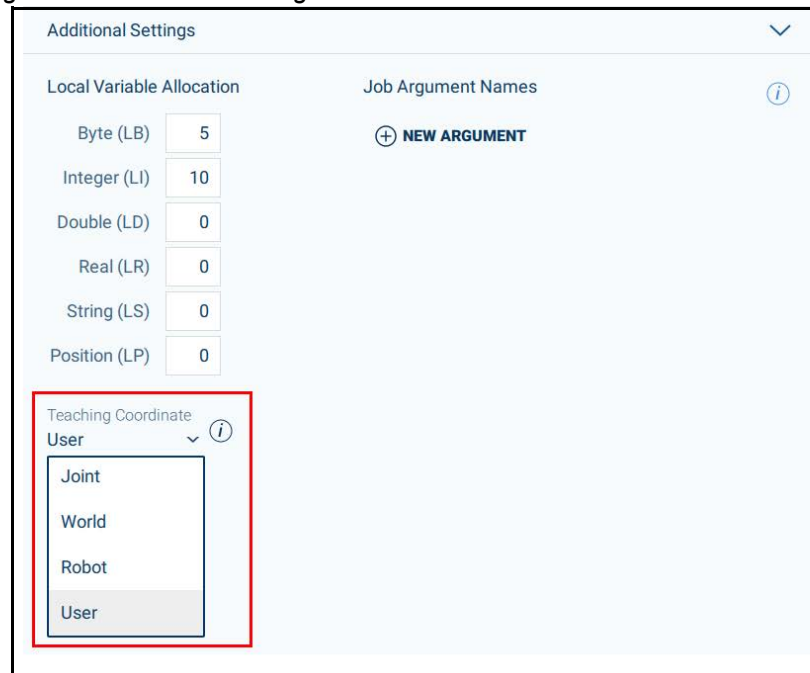 Additional Settings
Local Variable Allocation Job Argument Names i
Byte (LB) 5 NEW ARGUMENT
Integer (LI) 10
Double (LD) 0
Real (LR) 0
String (LS) 0
Position (LP) 0
Teaching Coordinate
User i
Joint
World
Robot
User